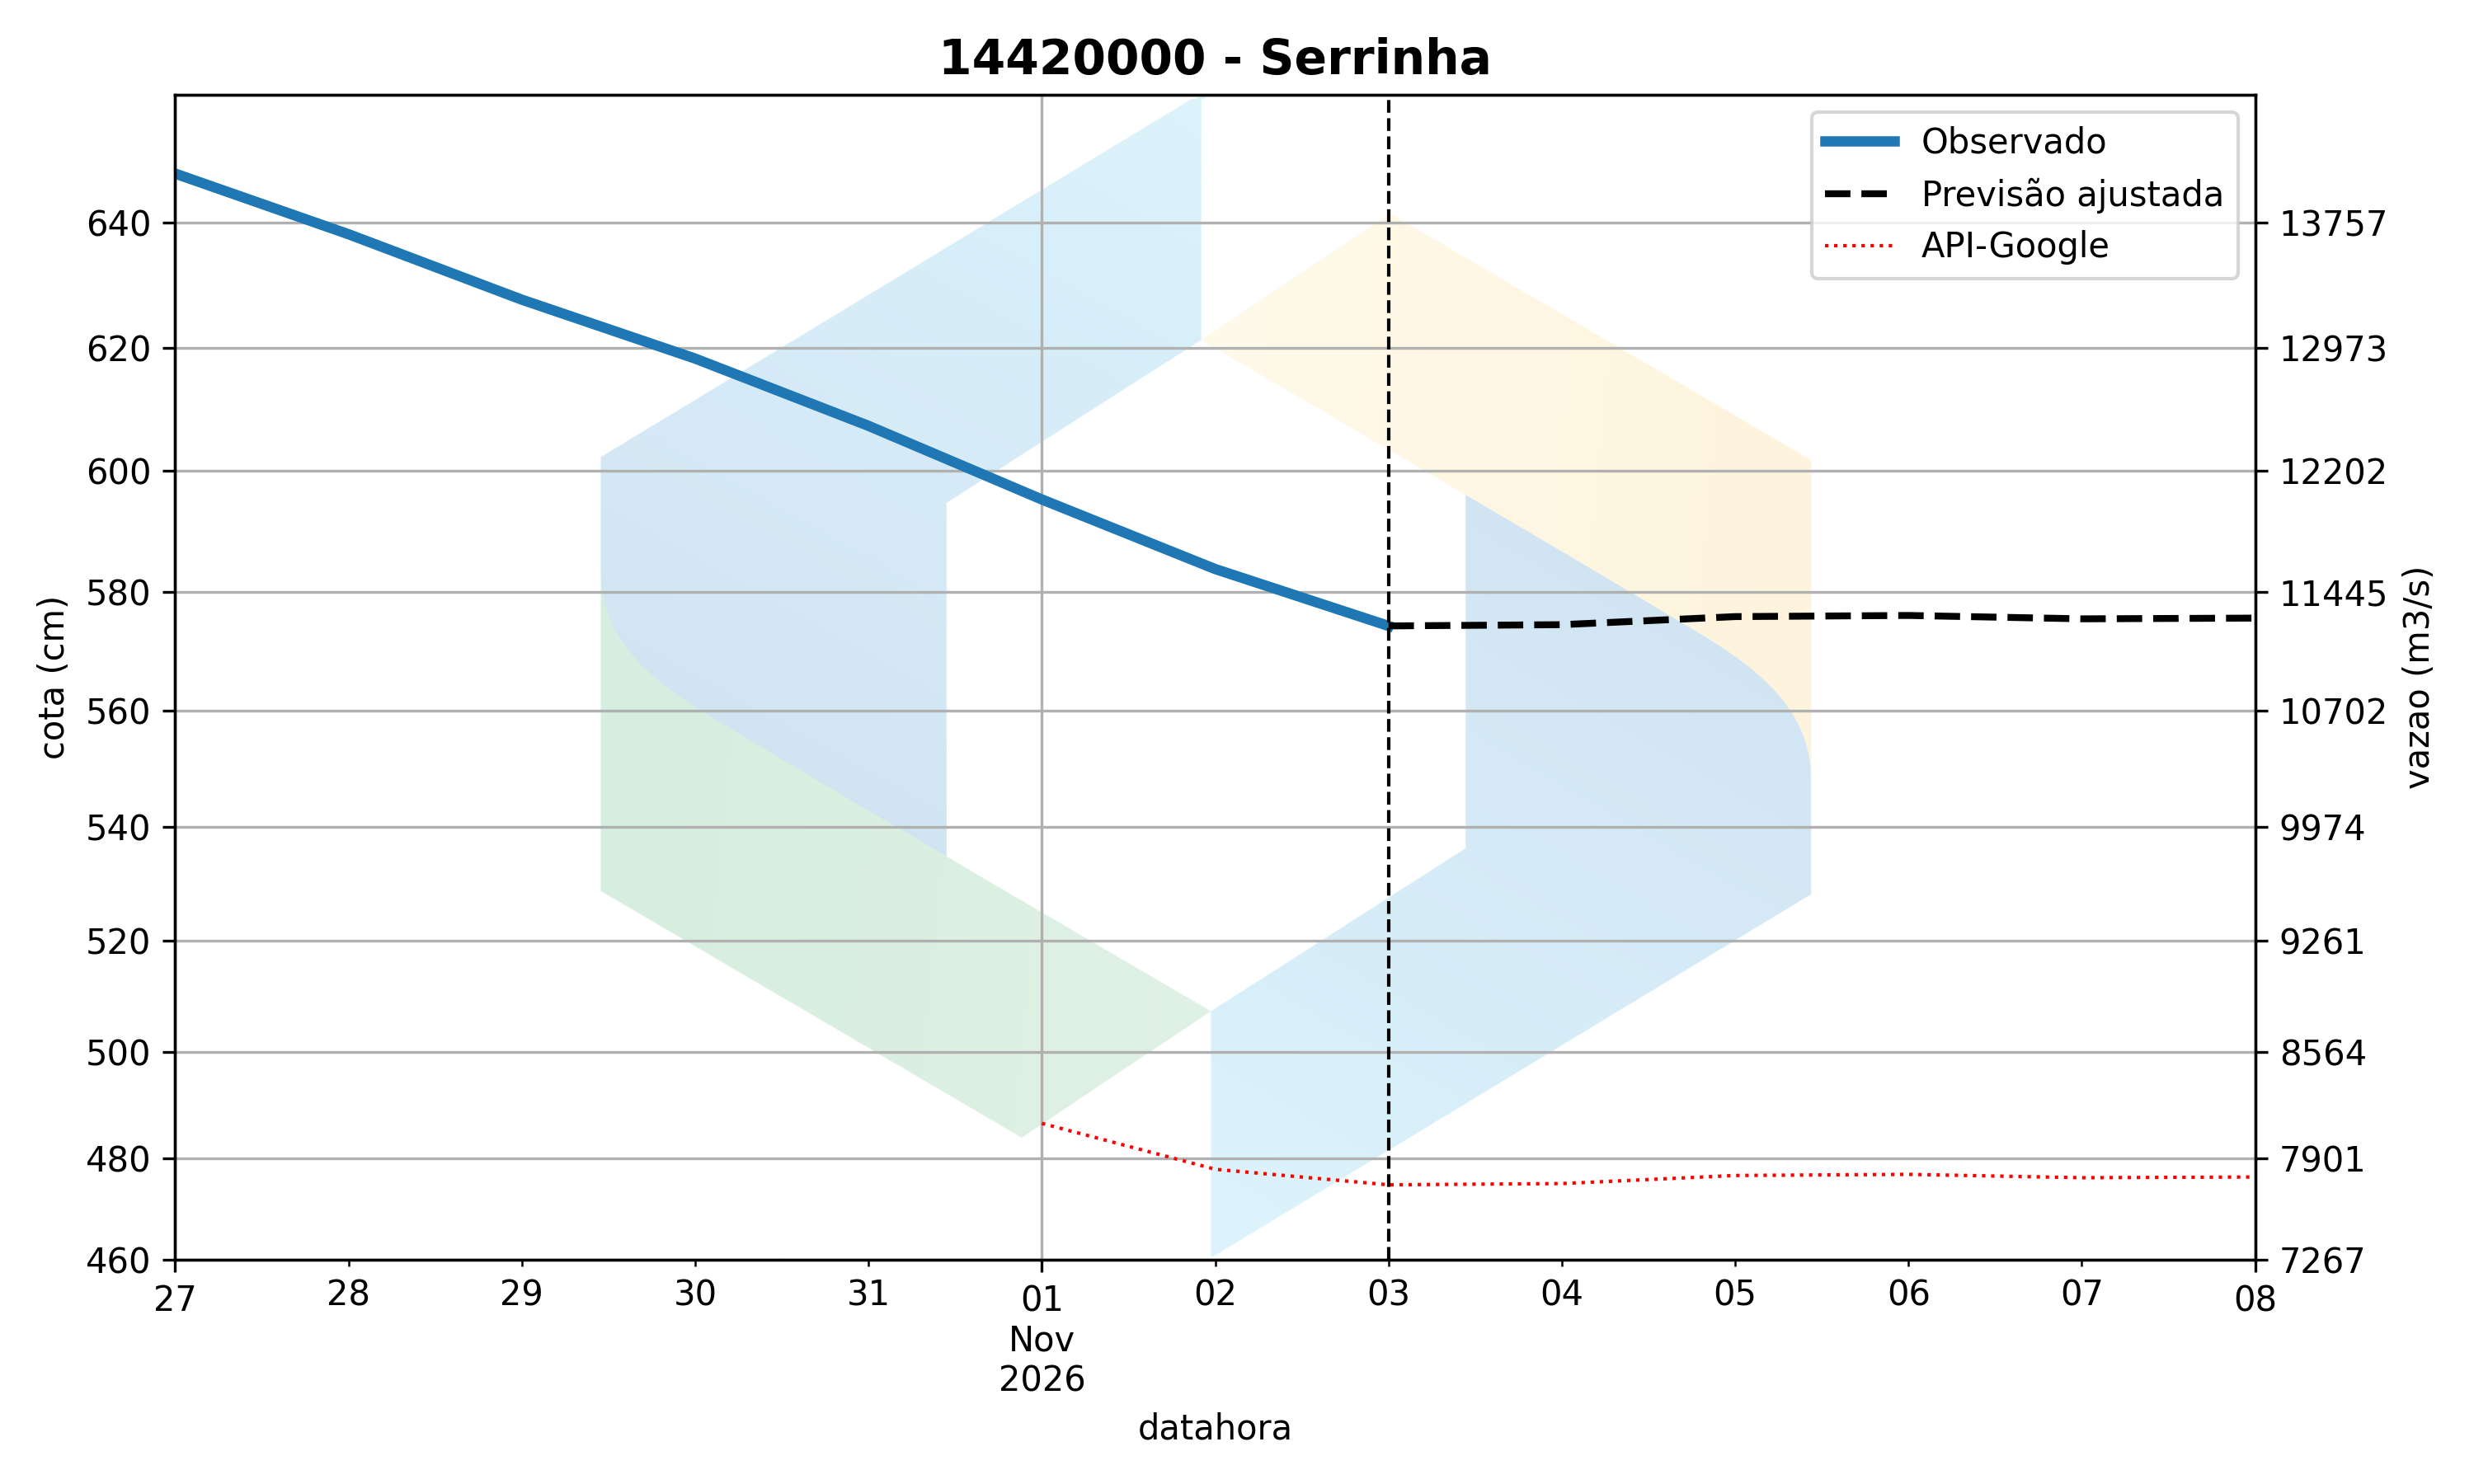 14420000 - Serrinha
Observado
Previsão ajustada
API-Google
640
620
600
580
560
540
520
500
480
460
cota (cm)
13757
12973
12202
11445
10702
9974
9261
8564
7901
7267
vazao (m3/s)
27 28 29 30 31 01 02 03 04 05 06 07 08
Nov
2026
datahora